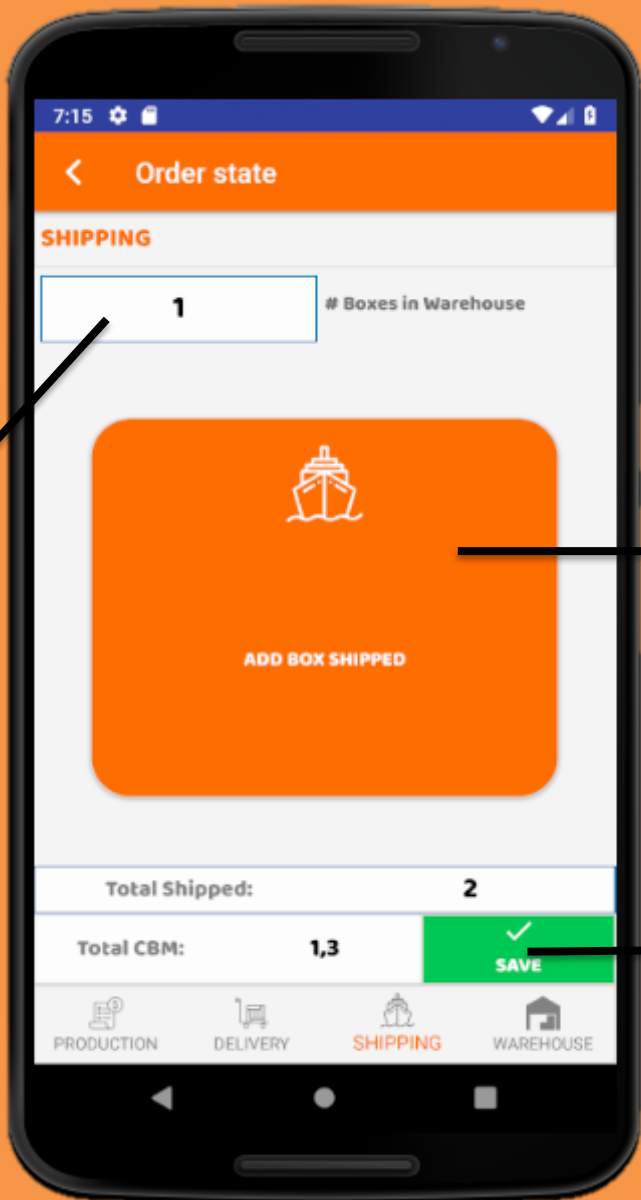 7:15
Order state
SHIPPING
1 # Boxes in Warehouse
ADD BOX SHIPPED
Total Shipped: 2
Total CBM: 1,3 SAVE
PRODUCTION DELIVERY SHIPPING WAREHOUSE